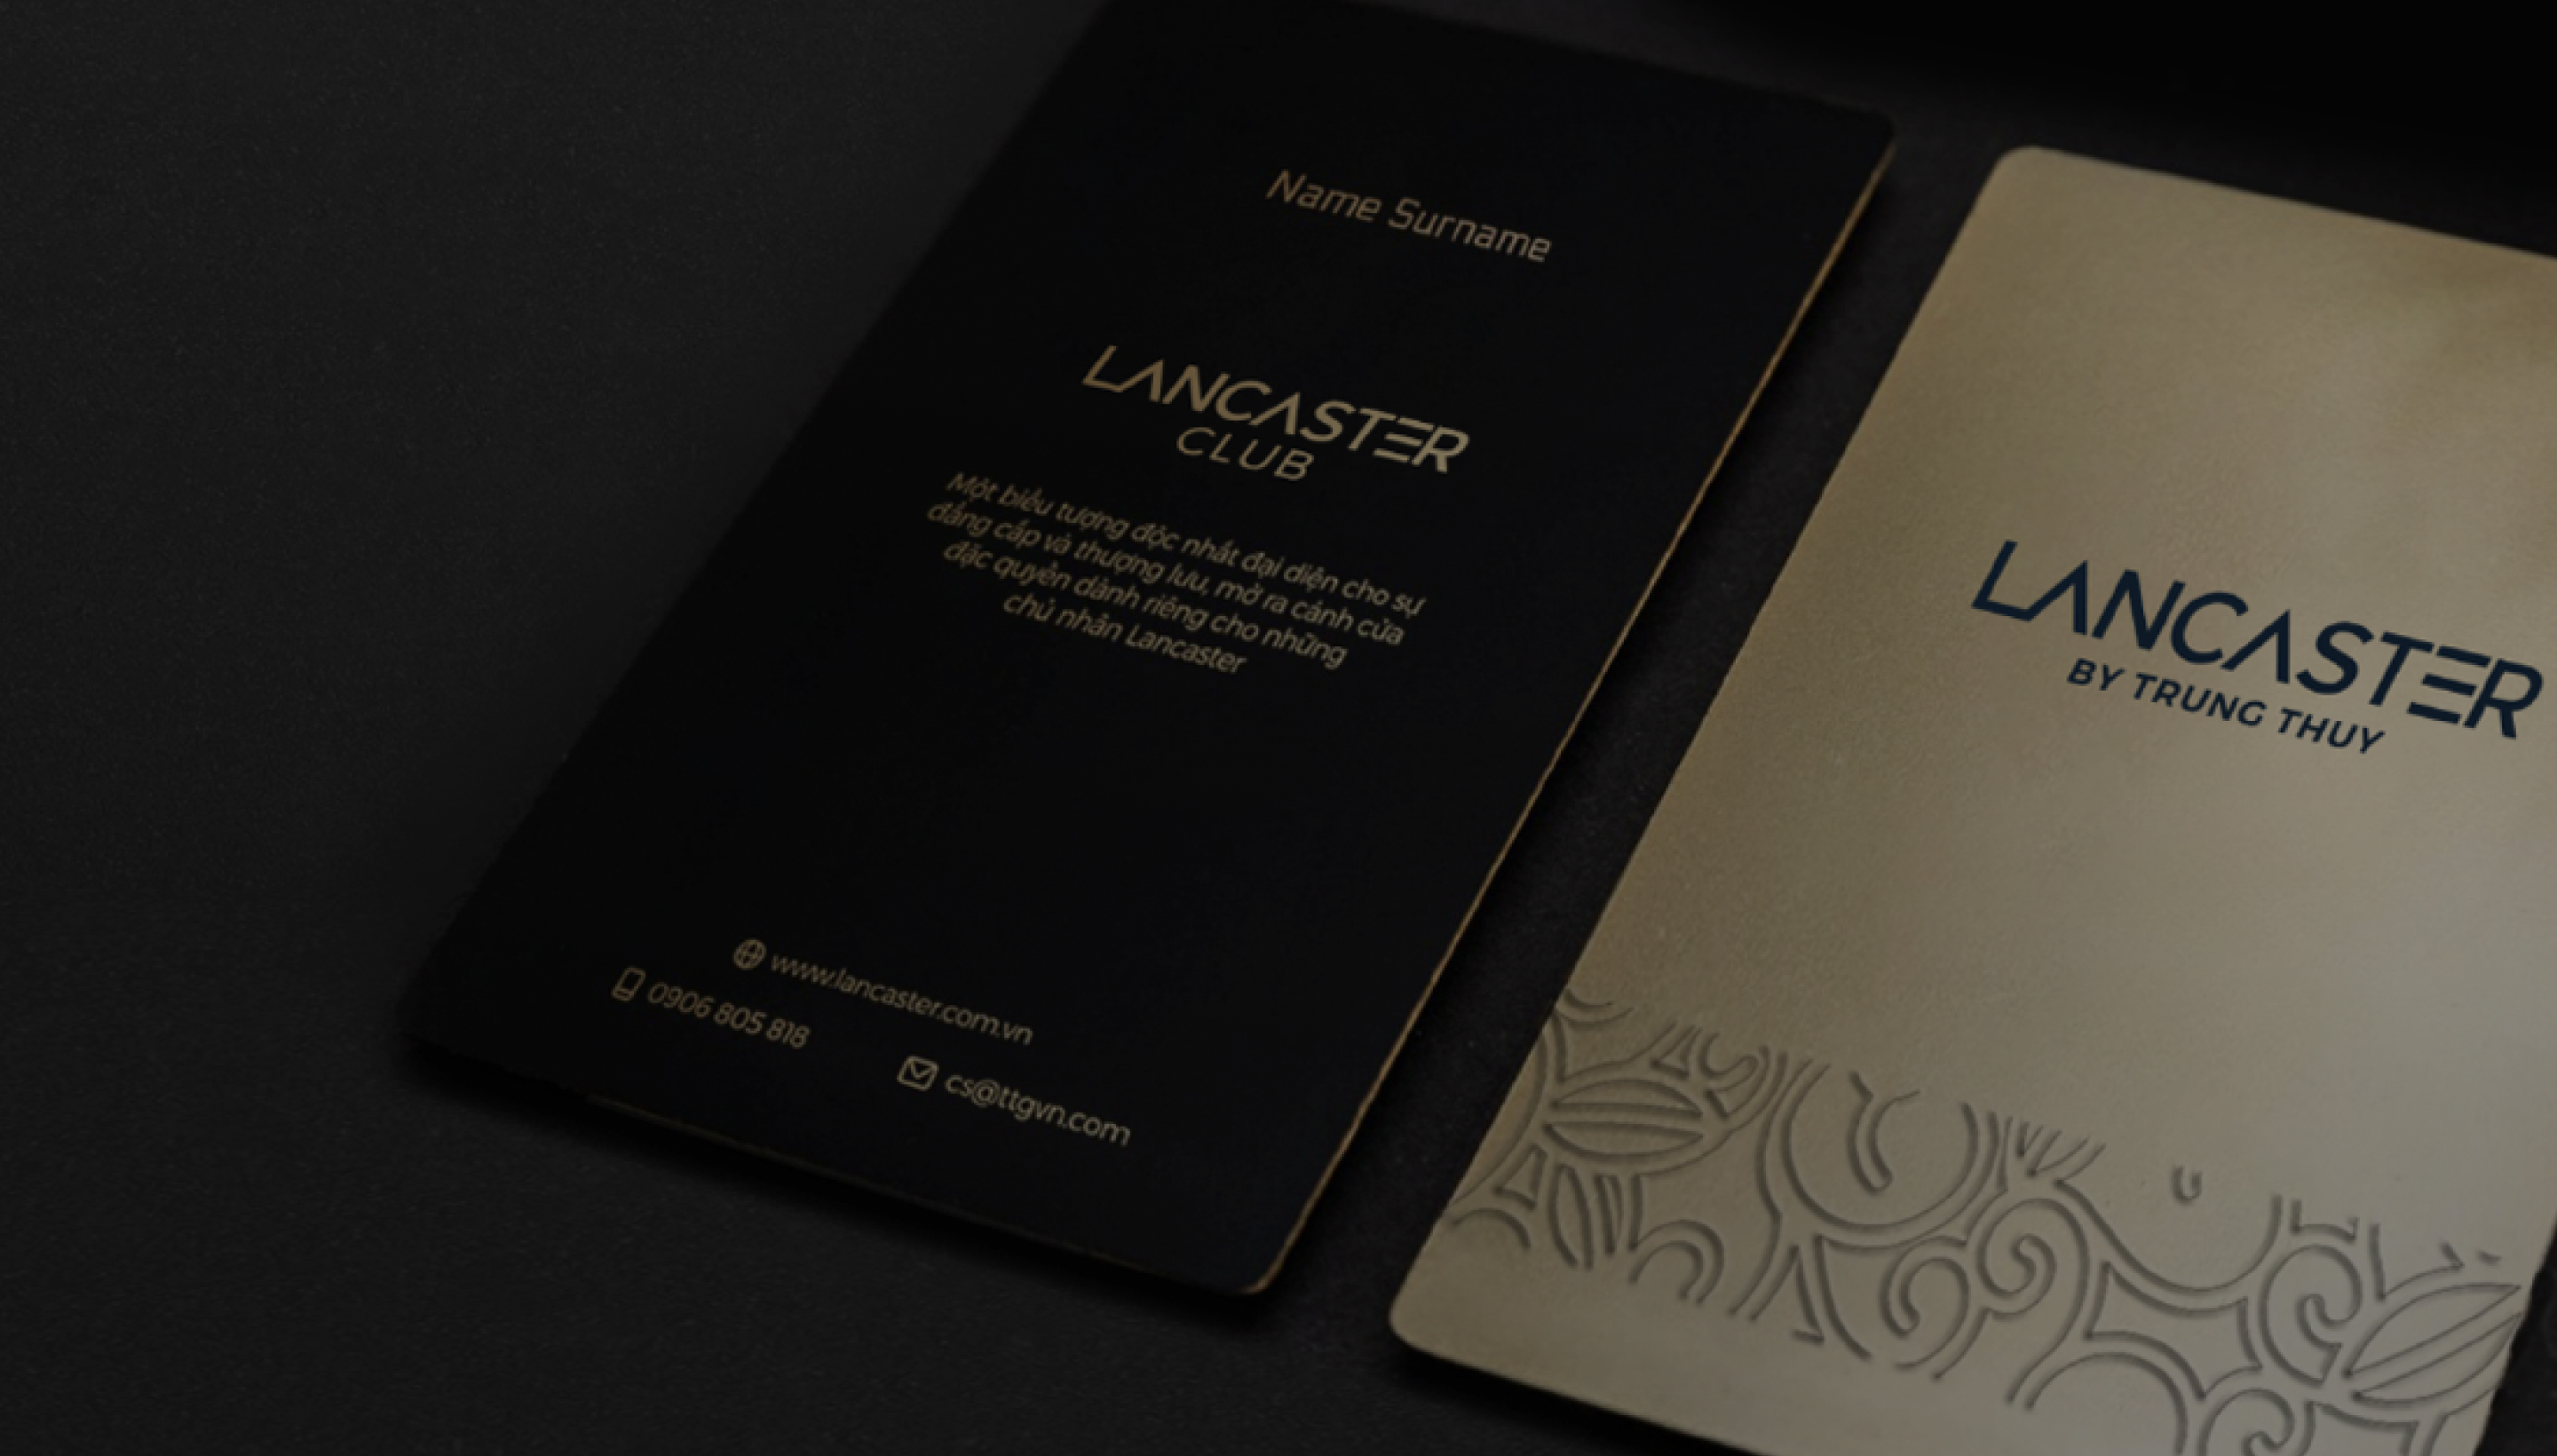 Name Surname
LANCASTER
CLUB
Một biểu tượng độc nhất đại diện cho sự
đẳng cấp và thượng lưu, mở ra cánh cửa
đặc quyền dành riêng cho những
chủ nhân Lancaster
www.lancaster.com.vn
0906 805 818
cs@ttgvn.com
LANCASTER
BY TRUNG THUY